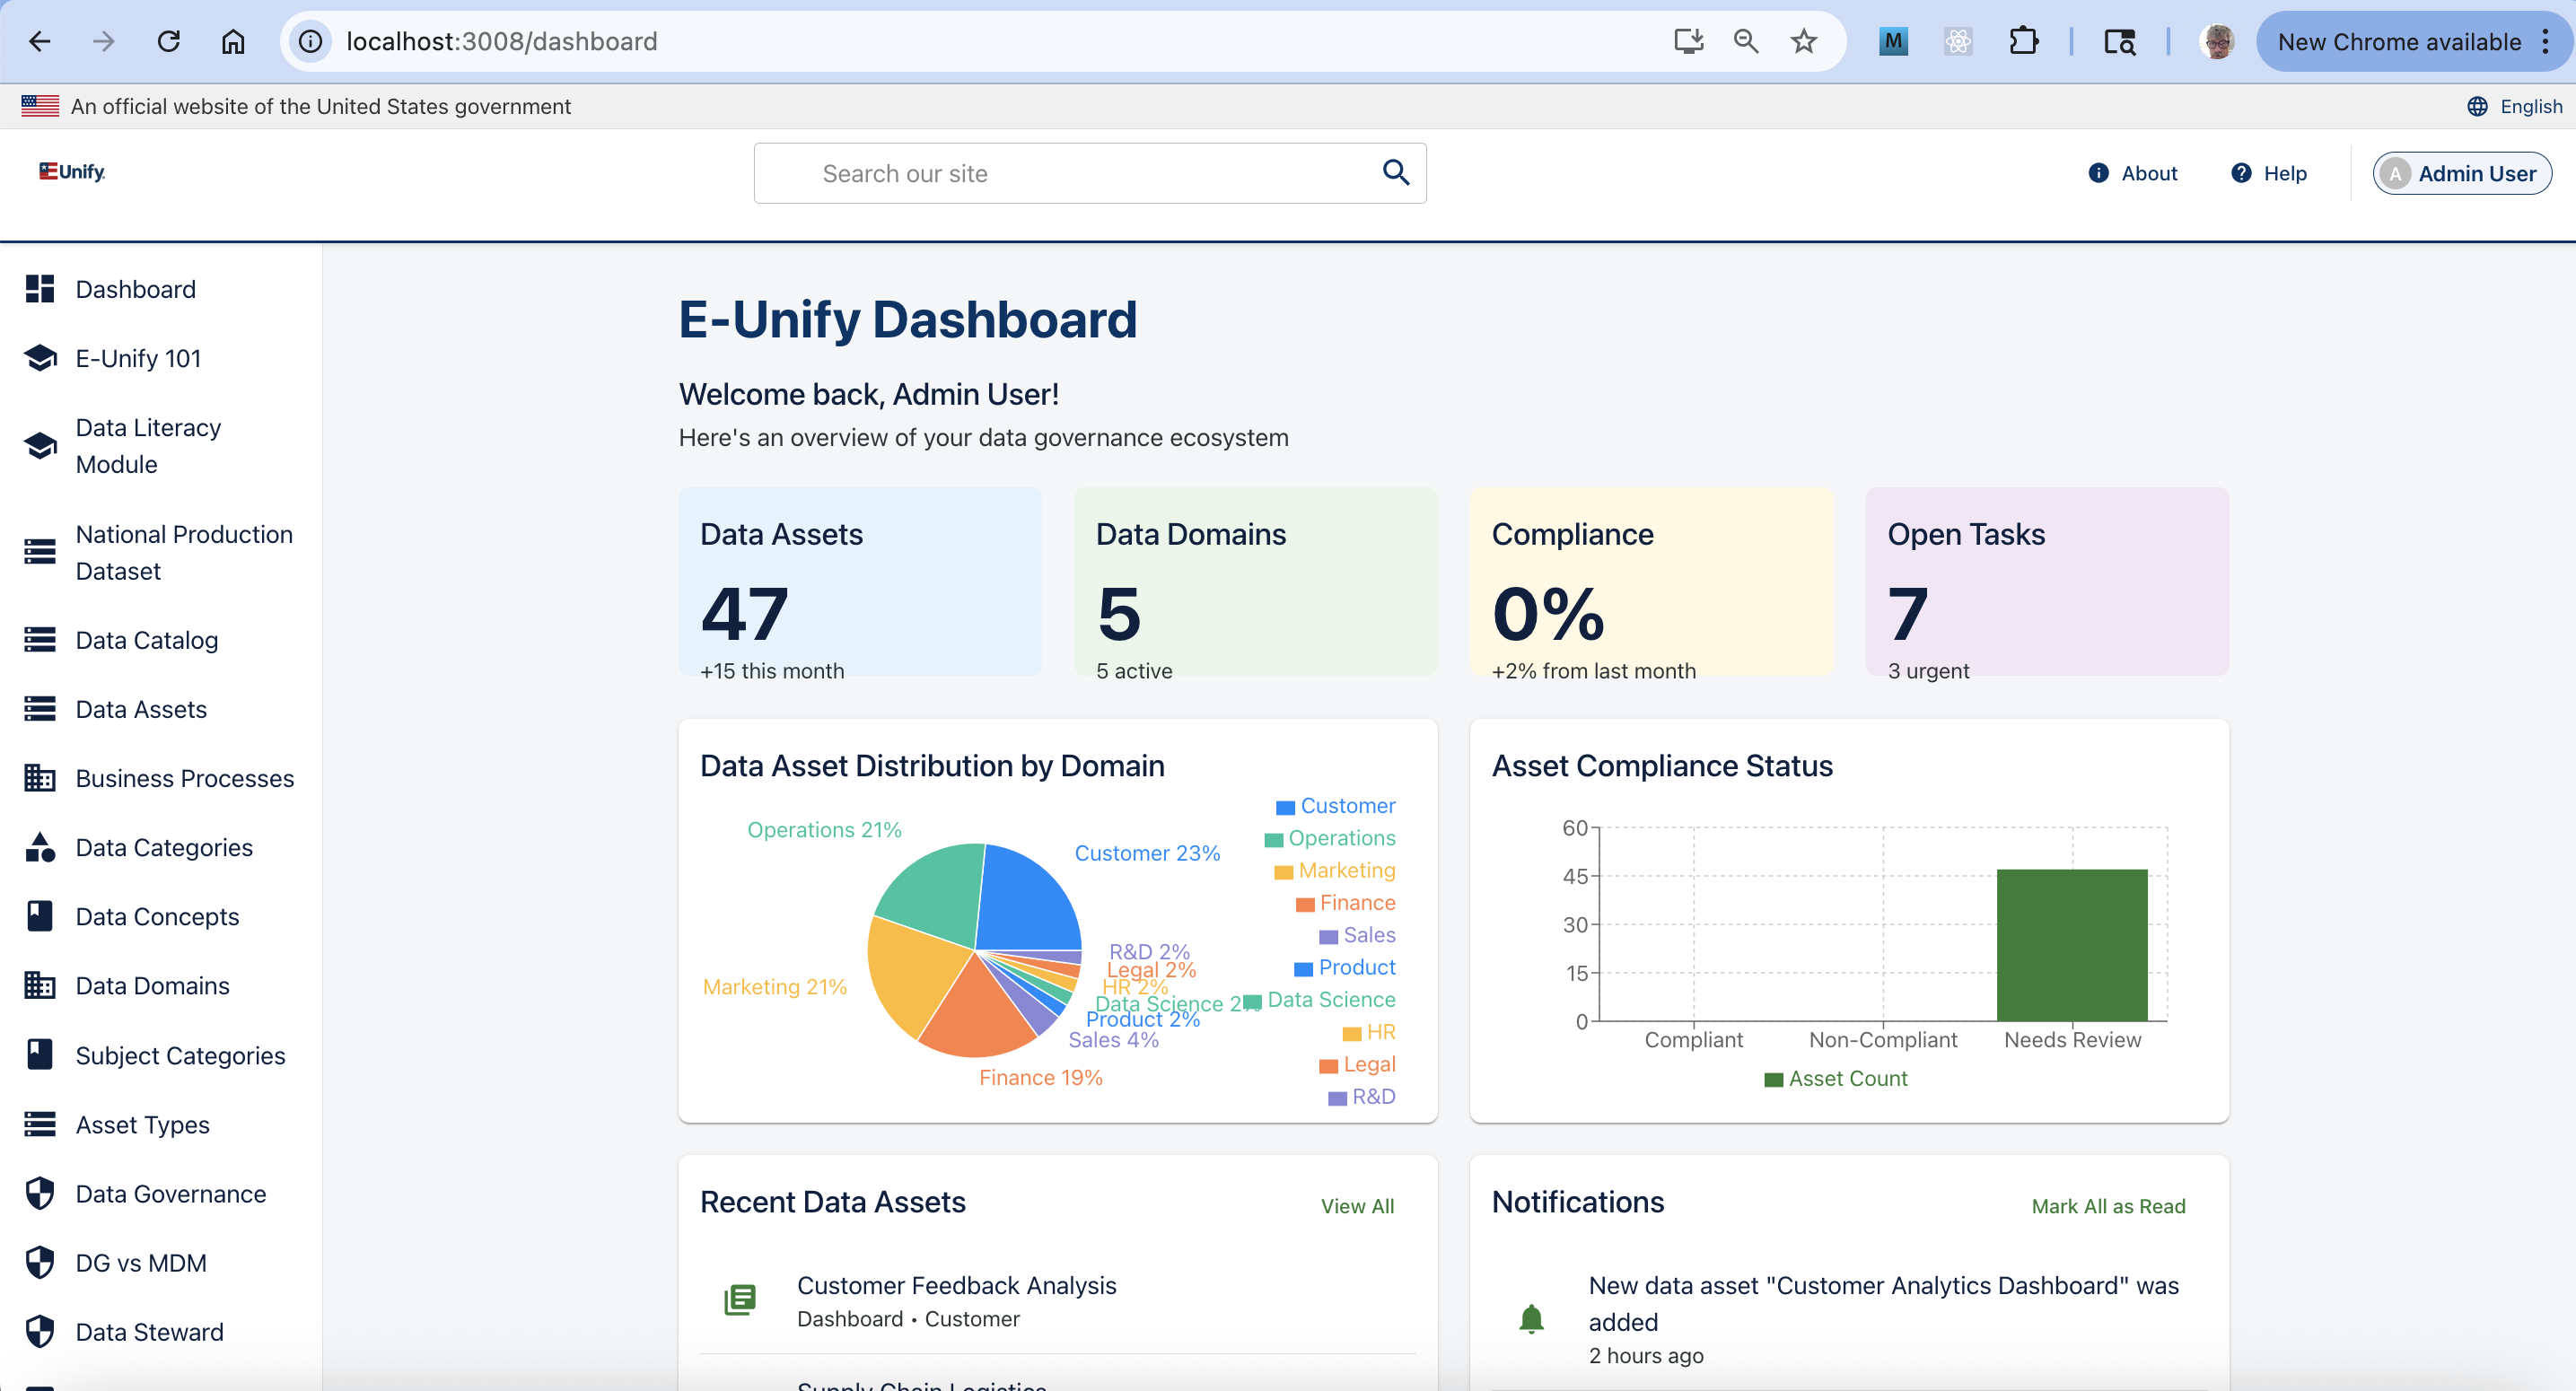 localhost:3008/dashboard
M
New Chrome available
An official website of the United States government
English
EUnify.
Search our site
About
Help
A
Admin User
Dashboard
E-Unify 101
Data Literacy
Module
National Production
Dataset
Data Catalog
Data Assets
Business Processes
Data Categories
Data Concepts
Data Domains
Subject Categories
Asset Types
Data Governance
DG vs MDM
Data Steward
E-Unify Dashboard
Welcome back, Admin User!
Here's an overview of your data governance ecosystem
Data Assets
47
+15 this month
Data Domains
5
5 active
Compliance
0%
+2% from last month
Open Tasks
7
3 urgent
Data Asset Distribution by Domain
Operations 21%
Customer 23%
R&D 2%
Legal 2%
HR 2%
Data Science 2%
Product 2%
Sales 4%
Marketing 21%
Finance 19%
Customer
Operations
Marketing
Finance
Sales
Product
Data Science
HR
Legal
R&D
Asset Compliance Status
60
45
30
15
0
Compliant
Non-Compliant
Needs Review
Asset Count
Recent Data Assets
View All
Customer Feedback Analysis
Dashboard • Customer
Supply Chain Logistics
Notifications
Mark All as Read
New data asset "Customer Analytics Dashboard" was
added
2 hours ago